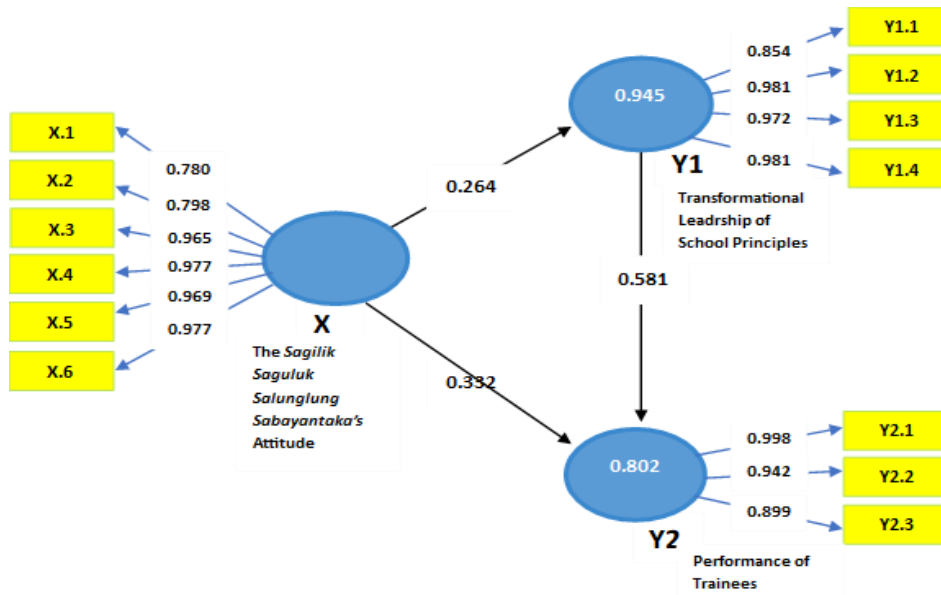 X.1
X.2
X.3
X.4
X.5
X.6
0.780
0.798
0.965
0.977
0.969
0.977
X
The Sagilik
Saguluk
Salunglung
Sabayantaka's
Attitude
0.264
0.332
0.945
Y1
Transformational
Leadrship of
School Principles
0.854
0.981
0.972
0.981
Y1.1
Y1.2
Y1.3
Y1.4
0.581
0.802
Y2
Performance of
Trainees
0.998
0.942
0.899
Y2.1
Y2.2
Y2.3